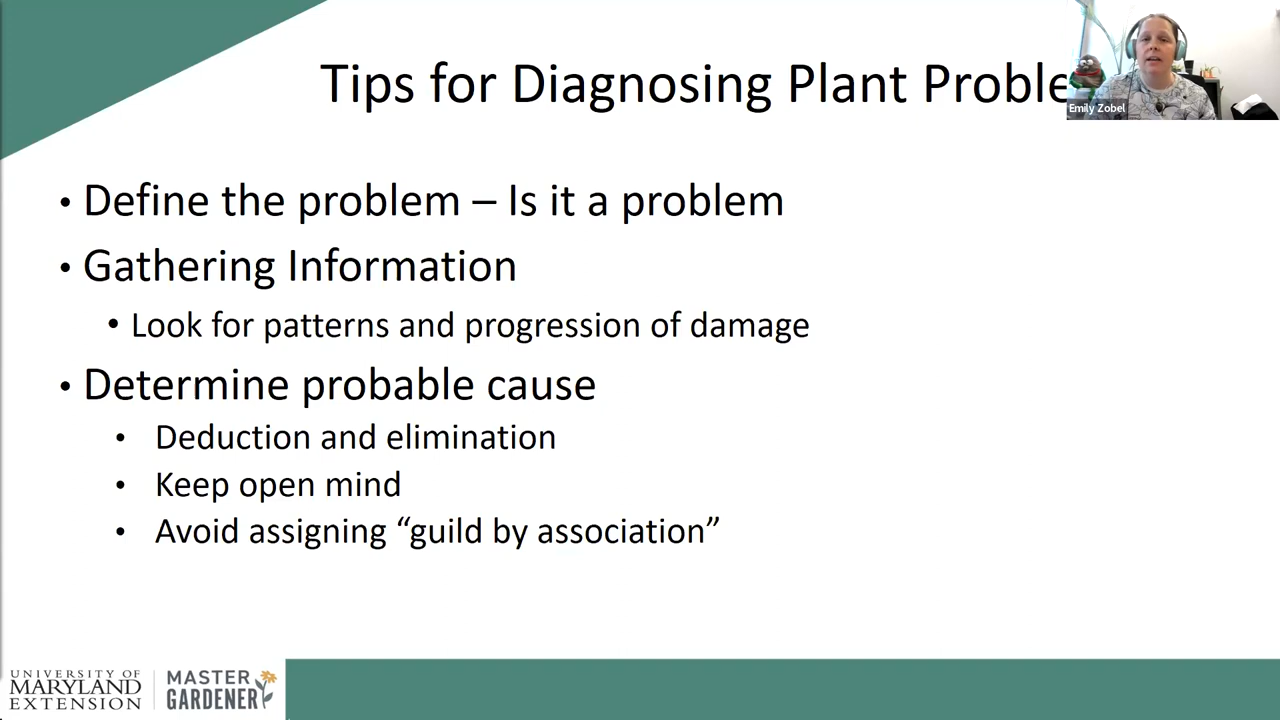 Tips for Diagnosing Plant Proble
Emily Zobel
• Define the problem – Is it a problem
• Gathering Information
• Look for patterns and progression of damage
• Determine probable cause
• Deduction and elimination
• Keep open mind
• Avoid assigning “guild by association”
UNIVERSITY OF
MARYLAND
EXTENSION
MASTER
GARDENER